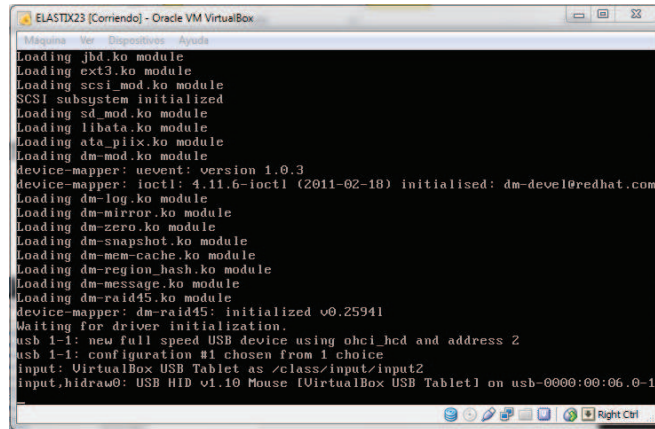 ELASTIX23 [Corriendo] - Oracle VM VirtualBox
Máquina Ver Dispositivos Ayuda
Loading jbd.ko module
Loading ext3.ko module
Loading scsi_mod.ko module
SCSI subsystem initialized
Loading sd_mod.ko module
Loading libata.ko module
Loading ata_piix.ko module
Loading dm-mod.ko module
device-mapper: uevent: version 1.0.3
device-mapper: ioctl: 4.11.6-ioctl (2011-02-18) initialised: dm-devel@redhat.com
Loading dm-log.ko module
Loading dm-mirror.ko module
Loading dm-zero.ko module
Loading dm-snapshot.ko module
Loading dm-mem-cache.ko module
Loading dm-region_hash.ko module
Loading dm-message.ko module
Loading dm-raid45.ko module
device-mapper: dm-raid45: initialized v0.2594l
Waiting for driver initialization.
usb 1-1: new full speed USB device using ohci_hcd and address 2
usb 1-1: configuration #1 chosen from 1 choice
input: VirtualBox USB Tablet as /class/input/input2
input,hidraw0: USB HID v1.10 Mouse [VirtualBox USB Tablet] on usb-0000:00:06.0-1
Right Ctrl